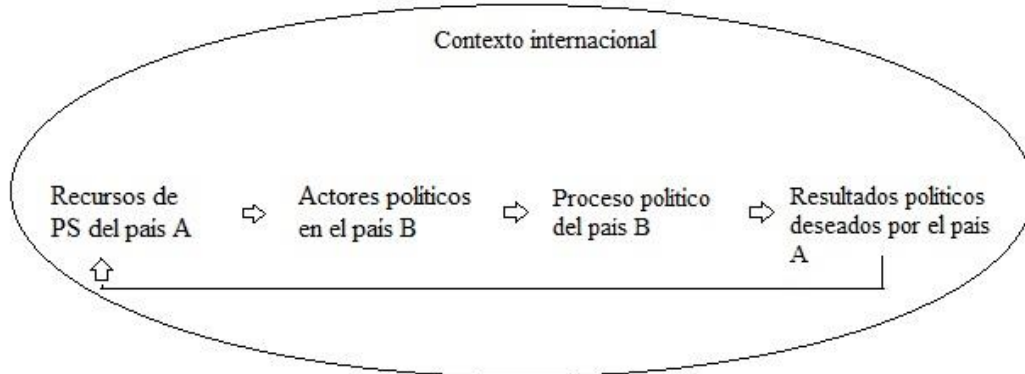 Contexto internacional
Recursos de
PS del país A
Actores políticos
en el país B
Proceso político
del país B
Resultados políticos
deseados por el país
A